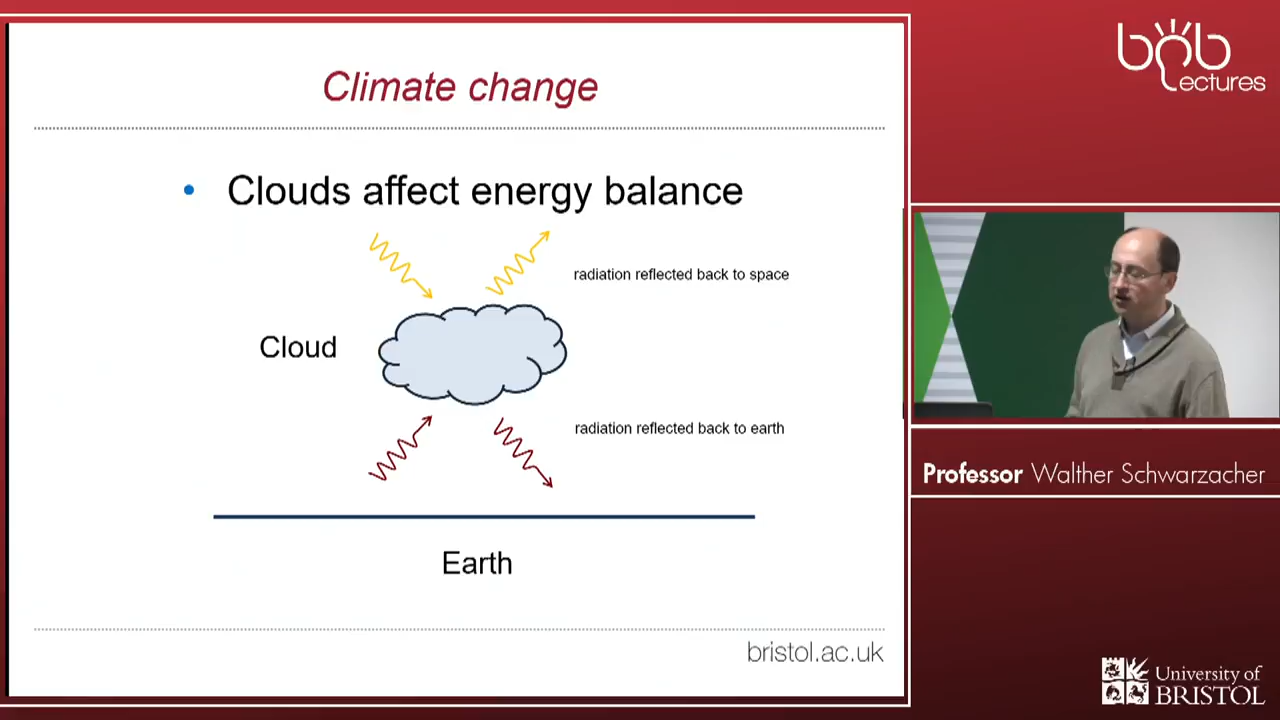 Climate change
• Clouds affect energy balance
radiation reflected back to space
Cloud
radiation reflected back to earth
Earth
bristol.ac.uk
bnb
Lectures
Professor Walther Schwarzacher
University of
BRISTOL